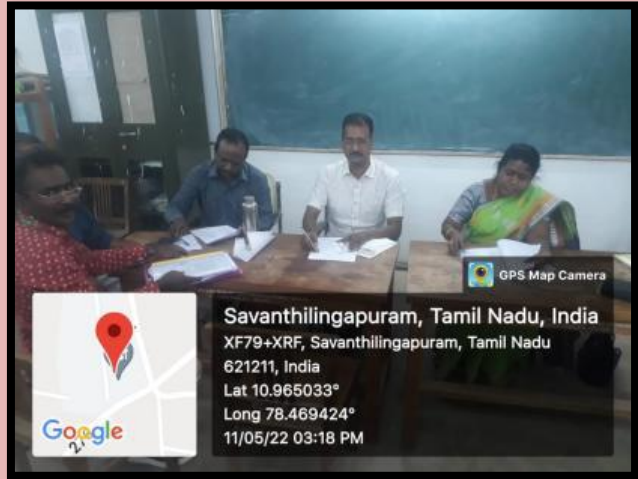 GPS Map Camera
Savanthilingapuram, Tamil Nadu, India
XF79+XRF, Savanthilingapuram, Tamil Nadu
621211, India
Lat 10.965033°
Long 78.469424°
11/05/22 03:18 PM
Google